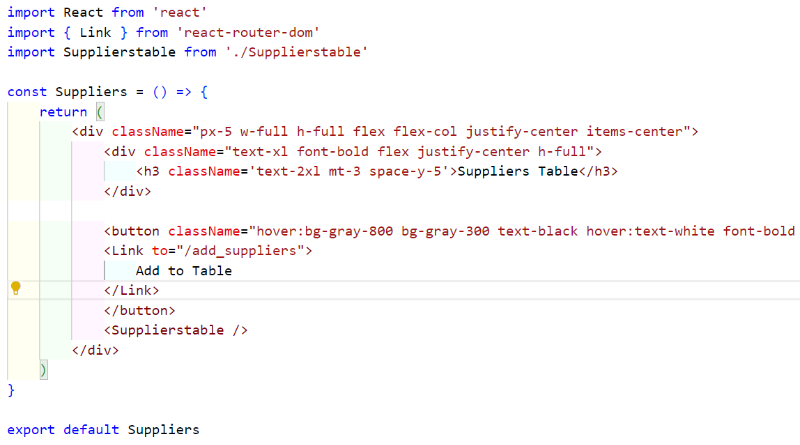 import React from 'react'
import { Link } from 'react-router-dom'
import Supplierstable from './Supplierstable'
const Suppliers = () => {
return (
<div className="px-5 w-full h-full flex flex-col justify-center items-center">
<div className="text-xl font-bold flex justify-center h-full">
<h3 className='text-2xl mt-3 space-y-5'>Suppliers Table</h3>
</div>
<button className="hover:bg-gray-800 bg-gray-300 text-black hover:text-white font-bold
<Link to="/add_suppliers">
Add to Table
</Link>
</button>
<Supplierstable />
</div>
)
}
export default Suppliers